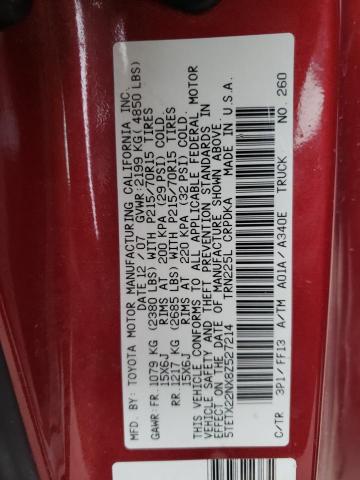 MFD. BY: TOYOTA MOTOR MANUFACTURING CALIFORNIA INC.
DATE: 12/07 GVWR: 2199 KG(4850 LBS)
GAWR FR: 1079 KG (2380 LBS) WITH P215/70R15 TIRES
15X6J RIMS AT 200 KPA (29 PSI) COLD.
RR: 1217 KG (2685 LBS) WITH P215/70R15 TIRES
15X6J RIMS AT 220 KPA (32 PSI) COLD.
THIS VEHICLE CONFORMS TO ALL APPLICABLE FEDERAL MOTOR
VEHICLE SAFETY AND THEFT PREVENTION STANDARDS IN
EFFECT ON THE DATE OF MANUFACTURE SHOWN ABOVE.
5TETX22NX8Z527214 TRN225L CRPDKA MADE IN U.S.A.
C/TR 3P1/FF13 A/TM A01A/A340E TRUCK NO. 260